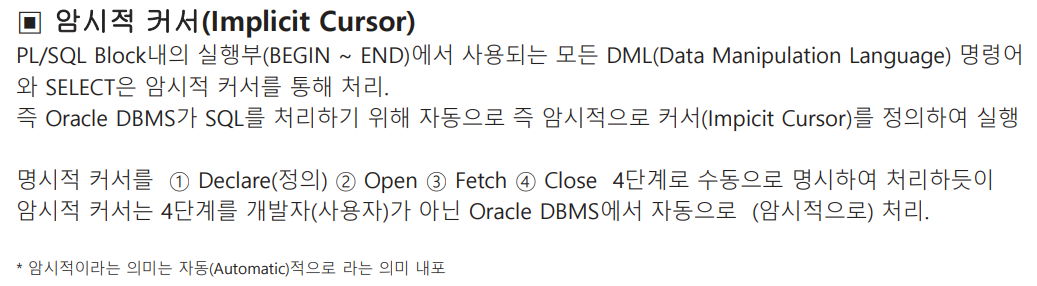 ▣ 암시적 커서(Implicit Cursor)
PL/SQL Block내의 실행부(BEGIN ~ END)에서 사용되는 모든 DML(Data Manipulation Language) 명령어
와 SELECT은 암시적 커서를 통해 처리.
즉 Oracle DBMS가 SQL를 처리하기 위해 자동으로 즉 암시적으로 커서(Impicit Cursor)를 정의하여 실행
명시적 커서를 ① Declare(정의) ② Open ③ Fetch ④ Close 4단계로 수동으로 명시하여 처리하듯이
암시적 커서는 4단계를 개발자(사용자)가 아닌 Oracle DBMS에서 자동으로 (암시적으로) 처리.
* 암시적이라는 의미는 자동(Automatic)적으로 라는 의미 내포